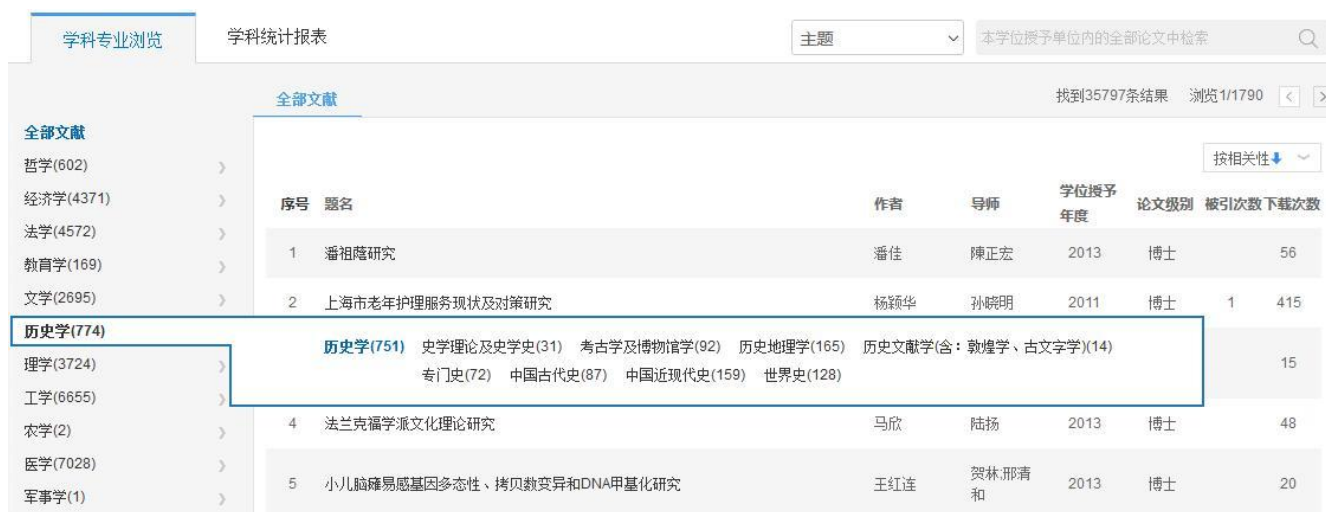 学科专业浏览 学科统计报表 主题 本学位授予单位内的全部论文中检索
全部文献 找到35797条结果 浏览1/1790
全部文献
哲学(602)
经济学(4371)
法学(4572)
教育学(169)
文学(2695)
历史学(774)
理学(3724)
工学(6655)
农学(2)
医学(7028)
军事学(1)
按相关性
序号 题名 作者 导师 学位授予年度 论文级别 被引次数 下载次数
1 潘祖蔭研究 潘佳 陳正宏 2013 博士 56
2 上海市老年护理服务现状及对策研究 杨颖华 孙晓明 2011 博士 1 415
历史学(751) 史学理论及史学史(31) 考古学及博物馆学(92) 历史地理学(165) 历史文献学(含：敦煌学、古文字学)(14)
专门史(72) 中国古代史(87) 中国近现代史(159) 世界史(128)
15
4 法兰克福学派文化理论研究 马欣 陆扬 2013 博士 48
5 小儿脑瘫易感基因多态性、拷贝数变异和DNA甲基化研究 王红连 贺林;邢清和 2013 博士 20